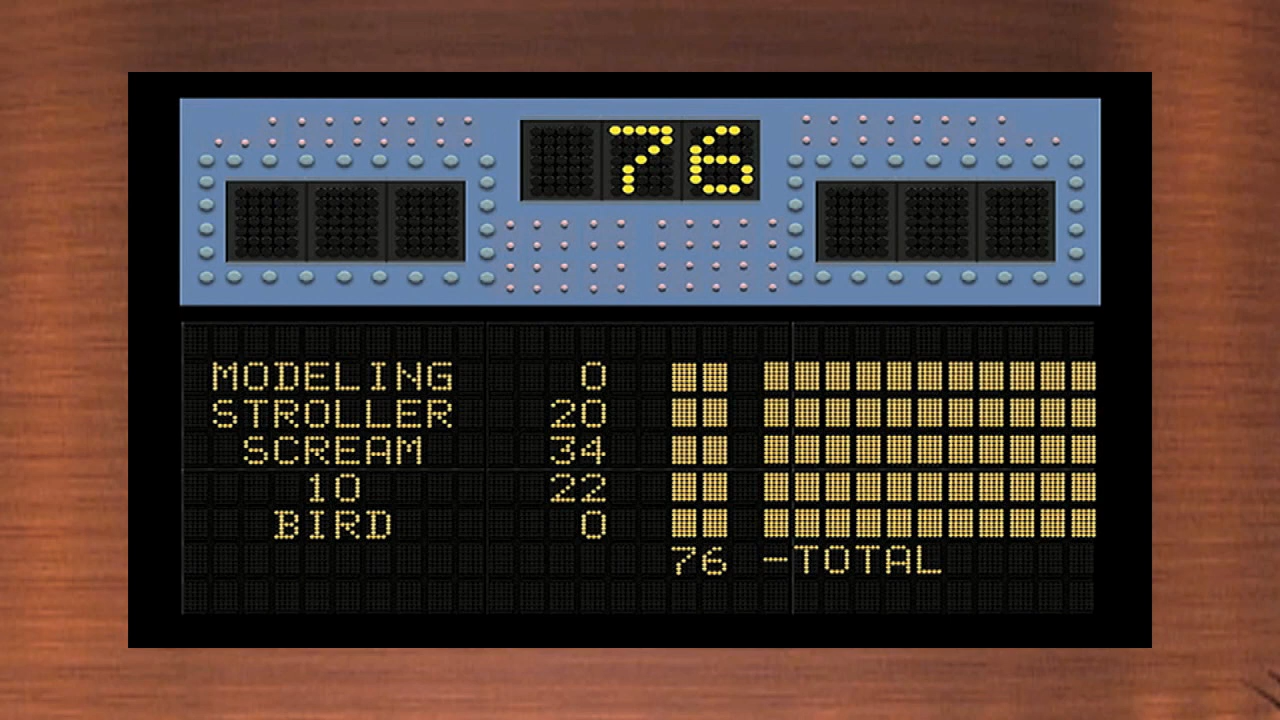 76
MODELING 0
STROLLER 20
SCREAM 34
10 22
BIRD 0
76 -TOTAL